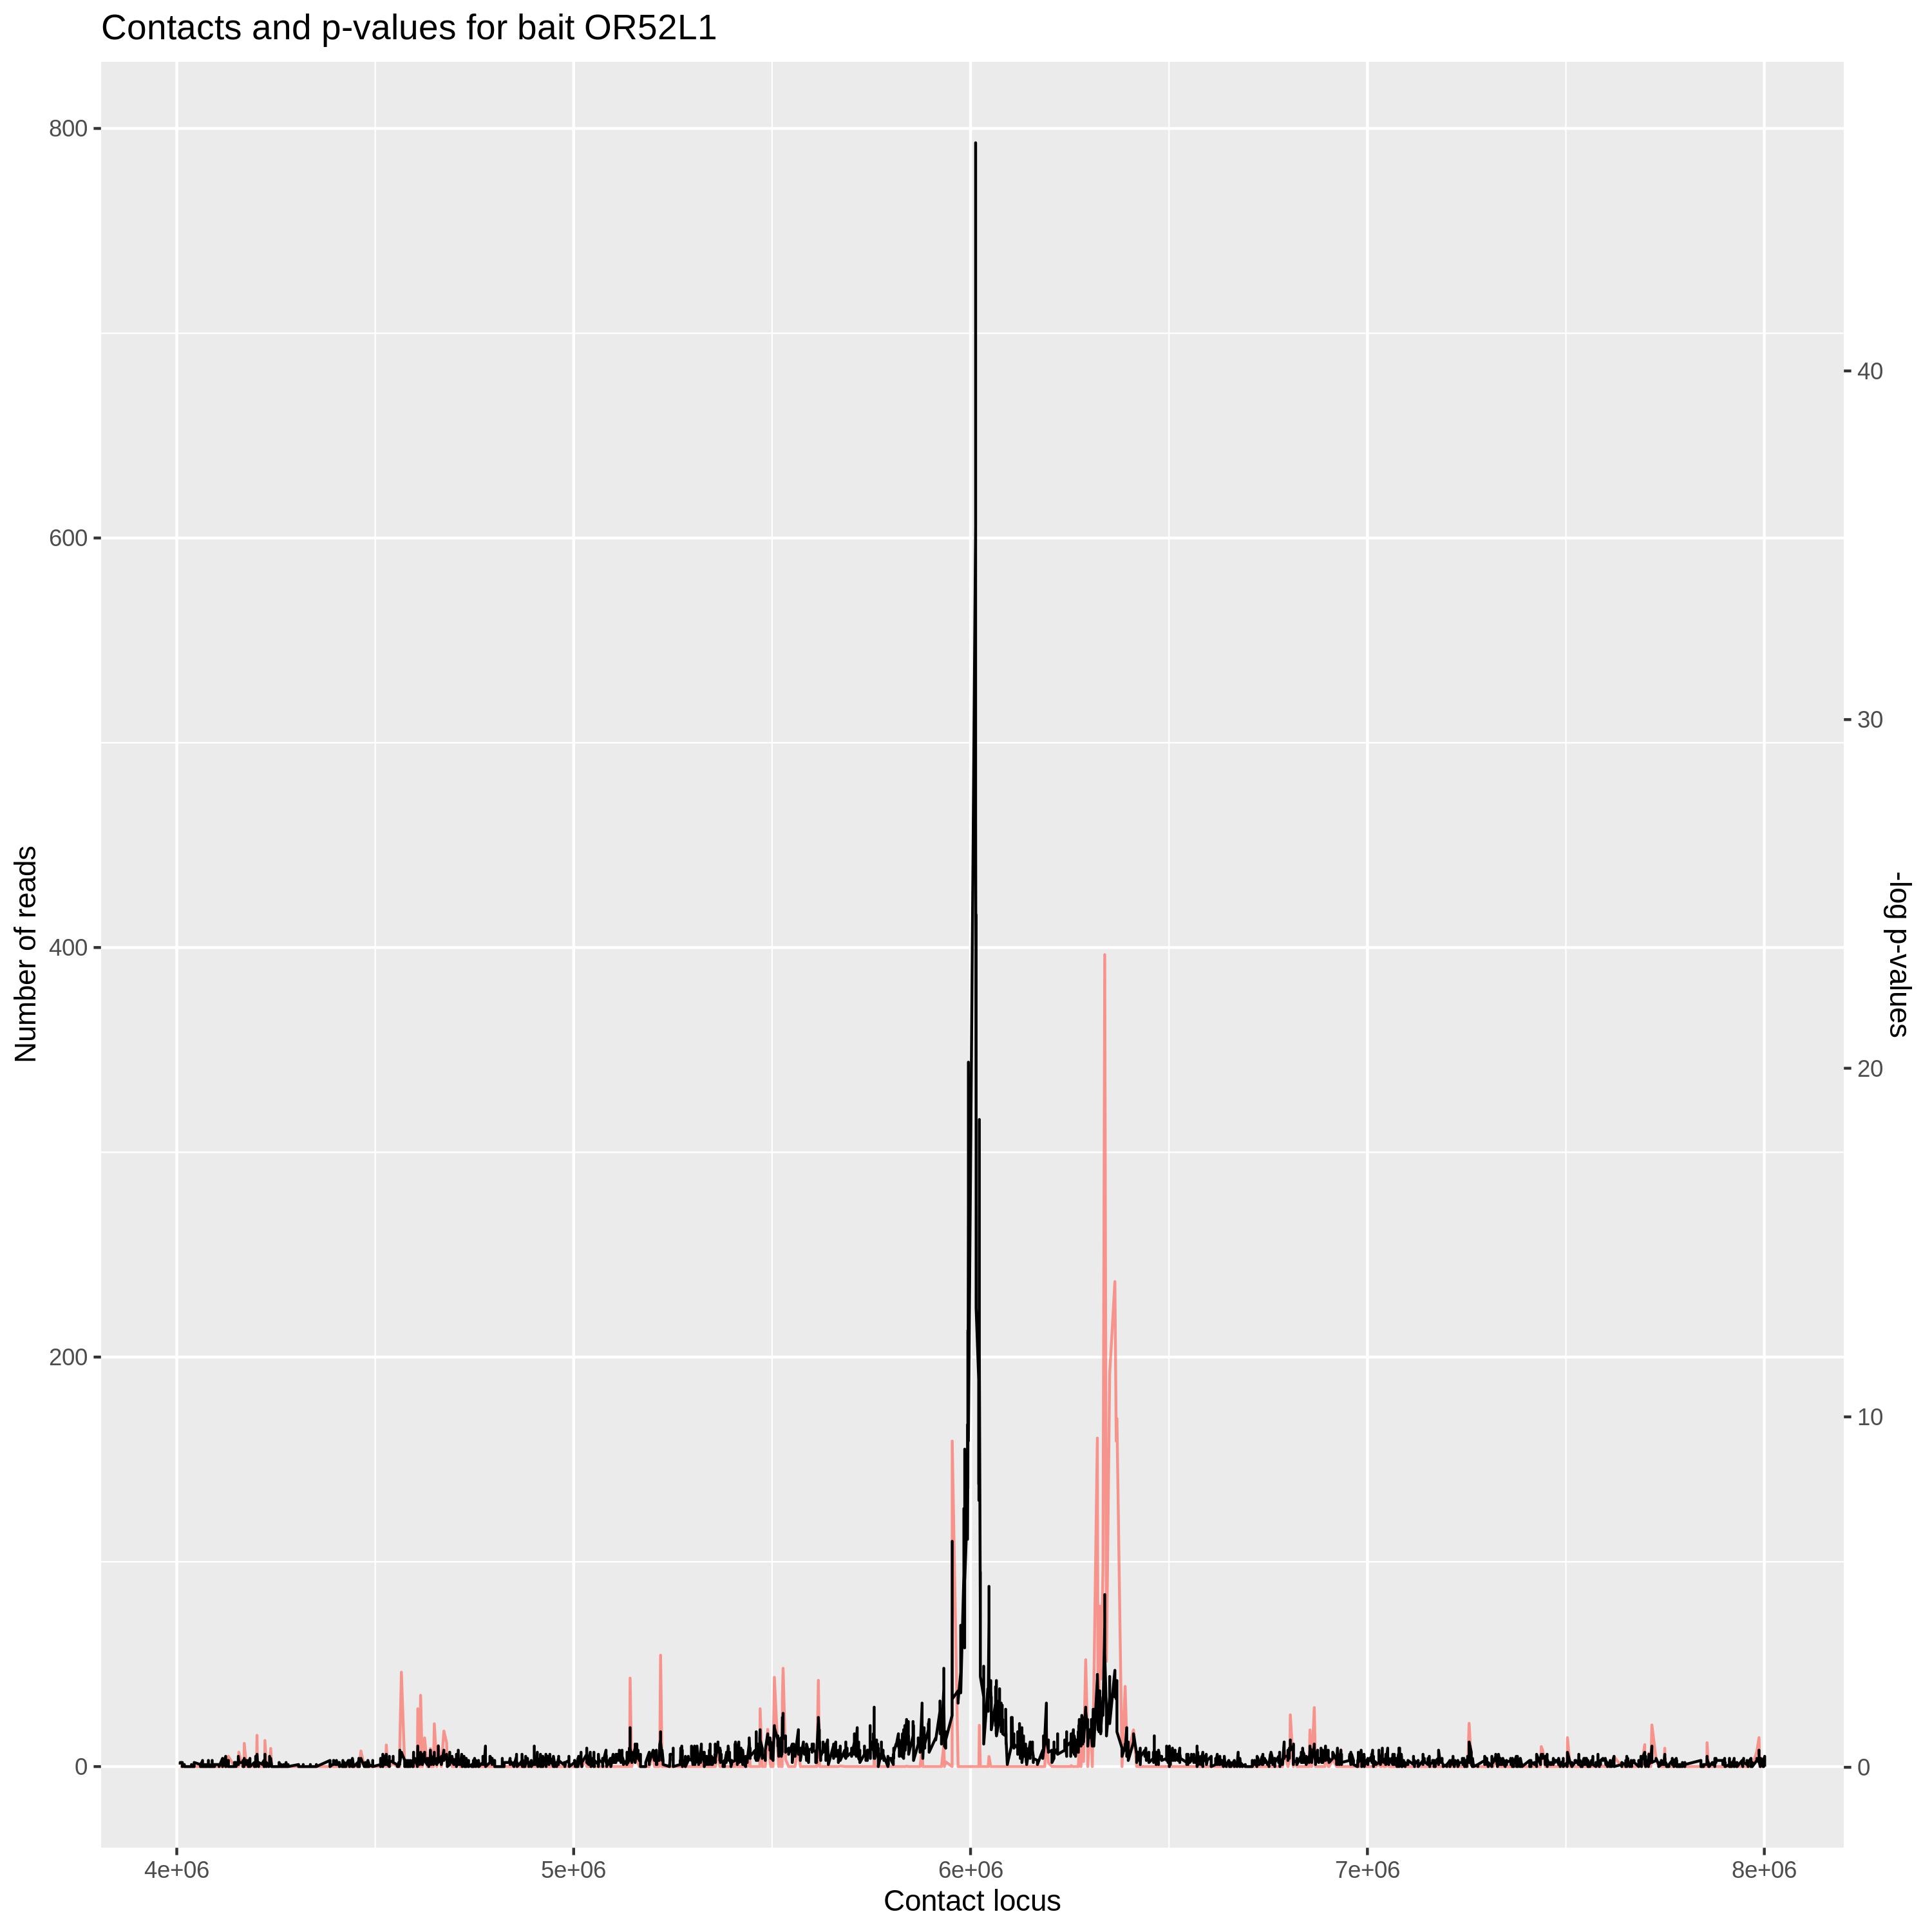 Contacts and p-values for bait OR52L1
800
600
400
200
0
Number of reads
40
30
20
10
0
-log p-values
4e+06 5e+06 6e+06 7e+06 8e+06
Contact locus